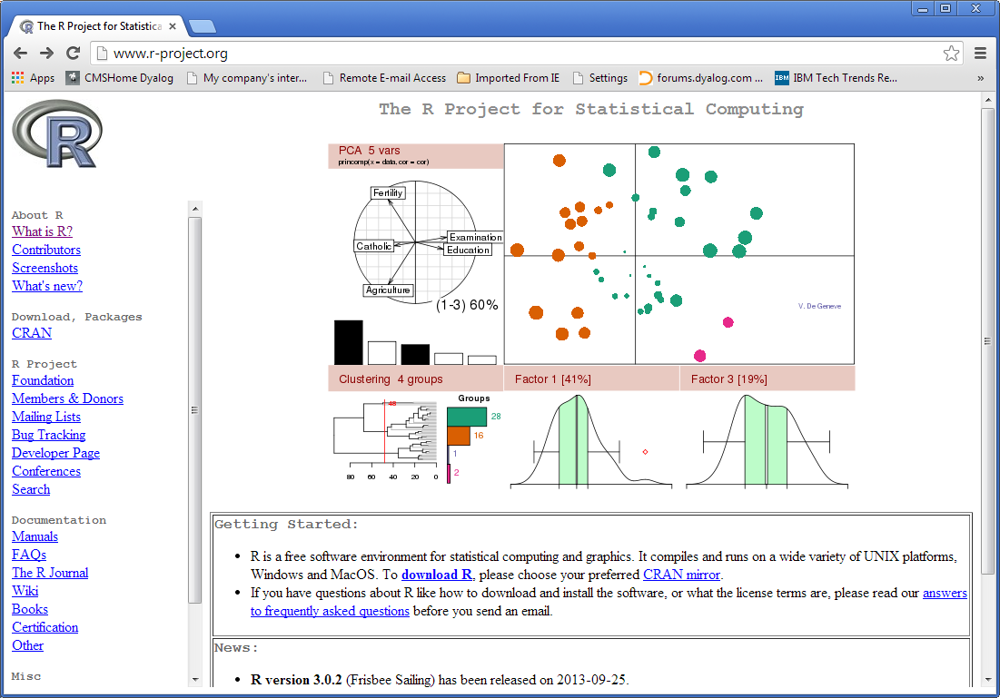 The R Project for Statistica
www.r-project.org
Apps CMSHome Dyalog My company's inter... Remote E-mail Access Imported From IE Settings forums.dyalog.com ... IBM IBM Tech Trends Re... »
R
About R
What is R?
Contributors
Screenshots
What's new?
Download, Packages
CRAN
R Project
Foundation
Members & Donors
Mailing Lists
Bug Tracking
Developer Page
Conferences
Search
Documentation
Manuals
FAQs
The R Journal
Wiki
Books
Certification
Other
Misc
The R Project for Statistical Computing
PCA 5 vars
princomp(x = data, cor = cor)
Fertility
Examination
Catholic
Education
Agriculture
(1-3) 60%
V. De Geneve
Clustering 4 groups
Factor 1 [41%]
Factor 3 [19%]
48
80 60 40 20 0
Groups
28
16
1
2
Getting Started:
• R is a free software environment for statistical computing and graphics. It compiles and runs on a wide variety of UNIX platforms,
Windows and MacOS. To download R, please choose your preferred CRAN mirror.
• If you have questions about R like how to download and install the software, or what the license terms are, please read our answers
to frequently asked questions before you send an email.
News:
• R version 3.0.2 (Frisbee Sailing) has been released on 2013-09-25.